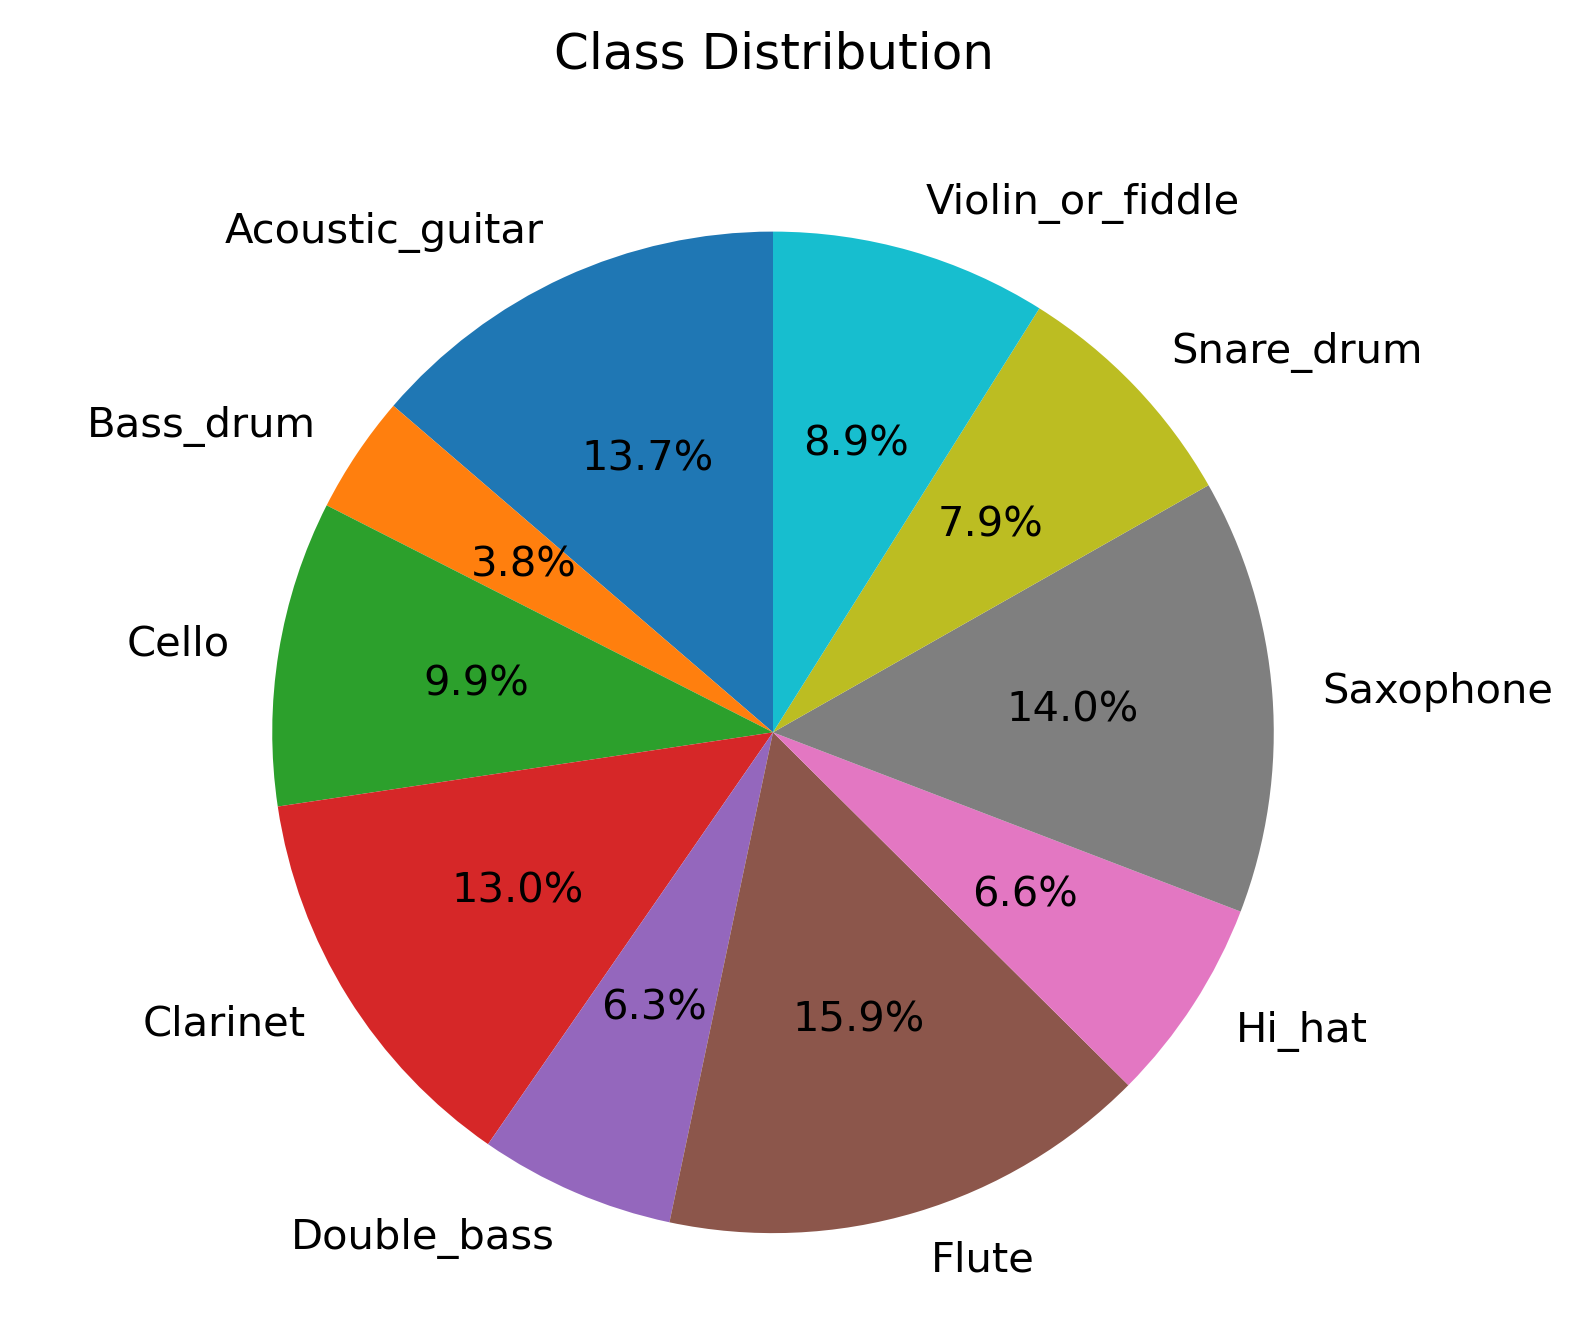 Class Distribution
Violin_or_fiddle
Acoustic_guitar
Snare_drum
Bass_drum
8.9%
13.7%
7.9%
3.8%
Cello
9.9%
Saxophone
14.0%
13.0%
6.6%
6.3%
15.9%
Clarinet
Hi_hat
Double_bass
Flute